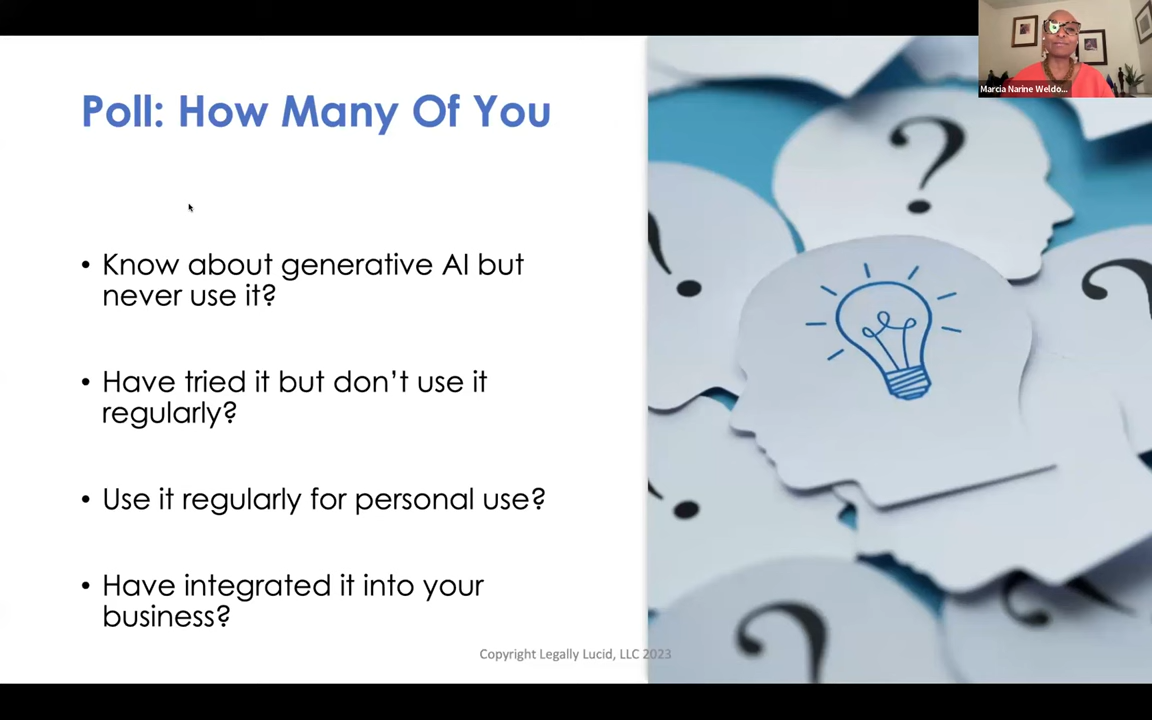 Poll: How Many Of You
• Know about generative AI but
never use it?
• Have tried it but don’t use it
regularly?
• Use it regularly for personal use?
• Have integrated it into your
business?
Copyright Legally Lucid, LLC 2023
Marcia Narine Weldo...
?
?
?